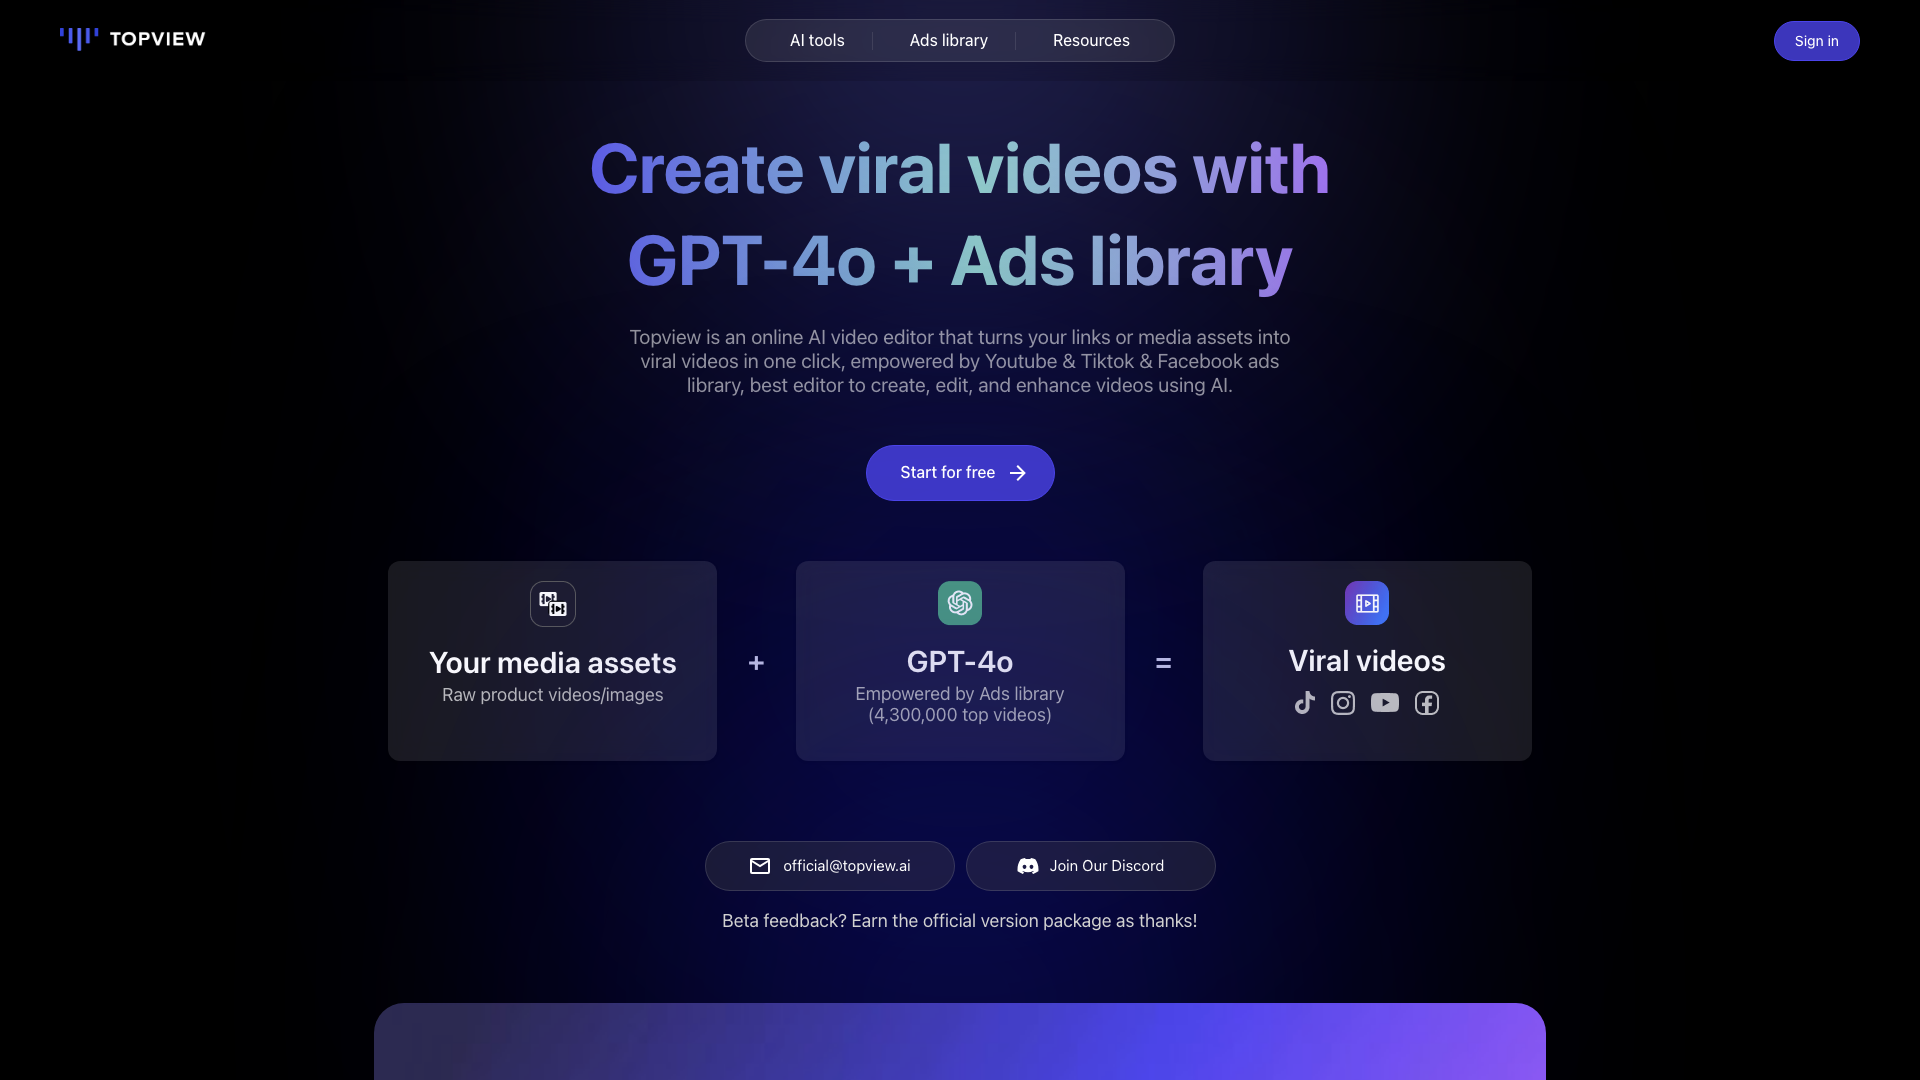 TOPVIEW
AI tools
Ads library
Resources
Sign in
Create viral videos with
GPT-4o + Ads library
Topview is an online AI video editor that turns your links or media assets into
viral videos in one click, empowered by Youtube & Tiktok & Facebook ads
library, best editor to create, edit, and enhance videos using AI.
Start for free
Your media assets
Raw product videos/images
+
GPT-4o
Empowered by Ads library
(4,300,000 top videos)
=
Viral videos
official@topview.ai
Join Our Discord
Beta feedback? Earn the official version package as thanks!